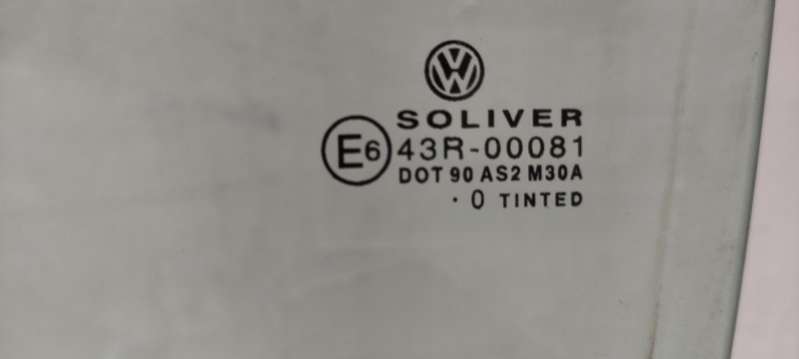 SOLIVER
E6 43R-00081
DOT 90 AS2 M30A
· 0 TINTED